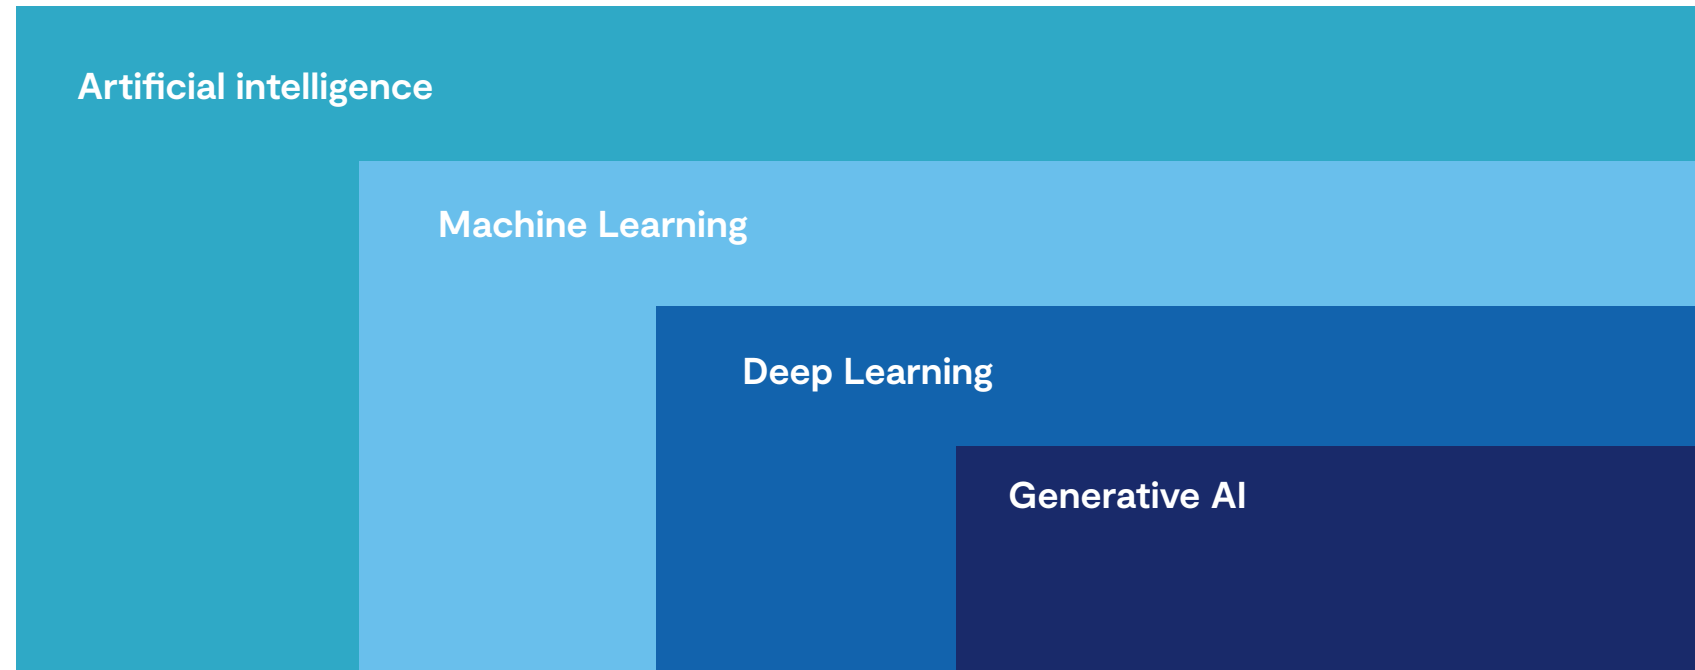 Artificial intelligence
Machine Learning
Deep Learning
Generative AI